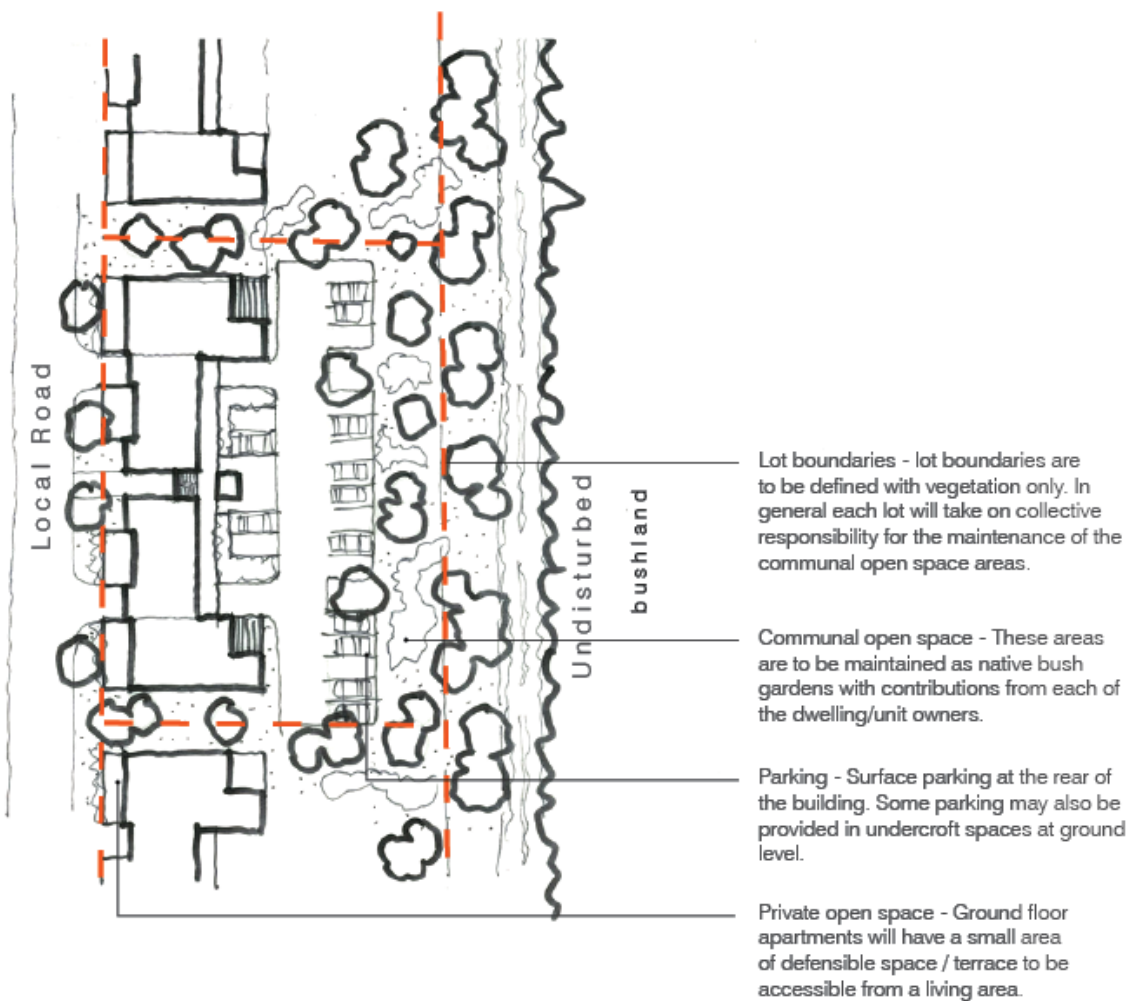 Local Road
Undisturbed
bushland
Lot boundaries - lot boundaries are
to be defined with vegetation only. In
general each lot will take on collective
responsibility for the maintenance of the
communal open space areas.
Communal open space - These areas
are to be maintained as native bush
gardens with contributions from each of
the dwelling/unit owners.
Parking - Surface parking at the rear of
the building. Some parking may also be
provided in undercroft spaces at ground
level.
Private open space - Ground floor
apartments will have a small area
of defensible space / terrace to be
accessible from a living area.